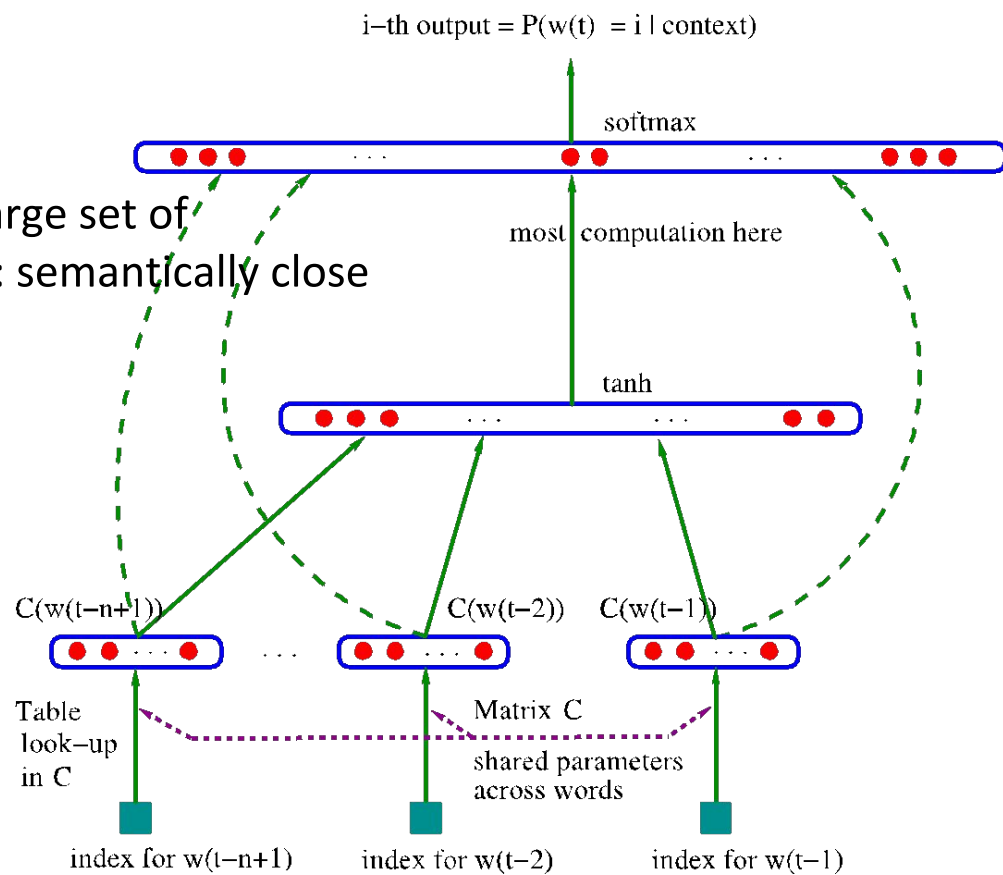 i−th output = P(w(t) = i | context)
softmax
. . .
. . .
arge set of
most computation here
: semantically close
tanh
. . .
. . .
C(w(t−n+1))
C(w(t−2))
C(w(t−1))
. . .
. . .
. . .
. . .
Table
look−up
in C
Matrix C
shared parameters
across words
index for w(t−n+1)
index for w(t−2)
index for w(t−1)